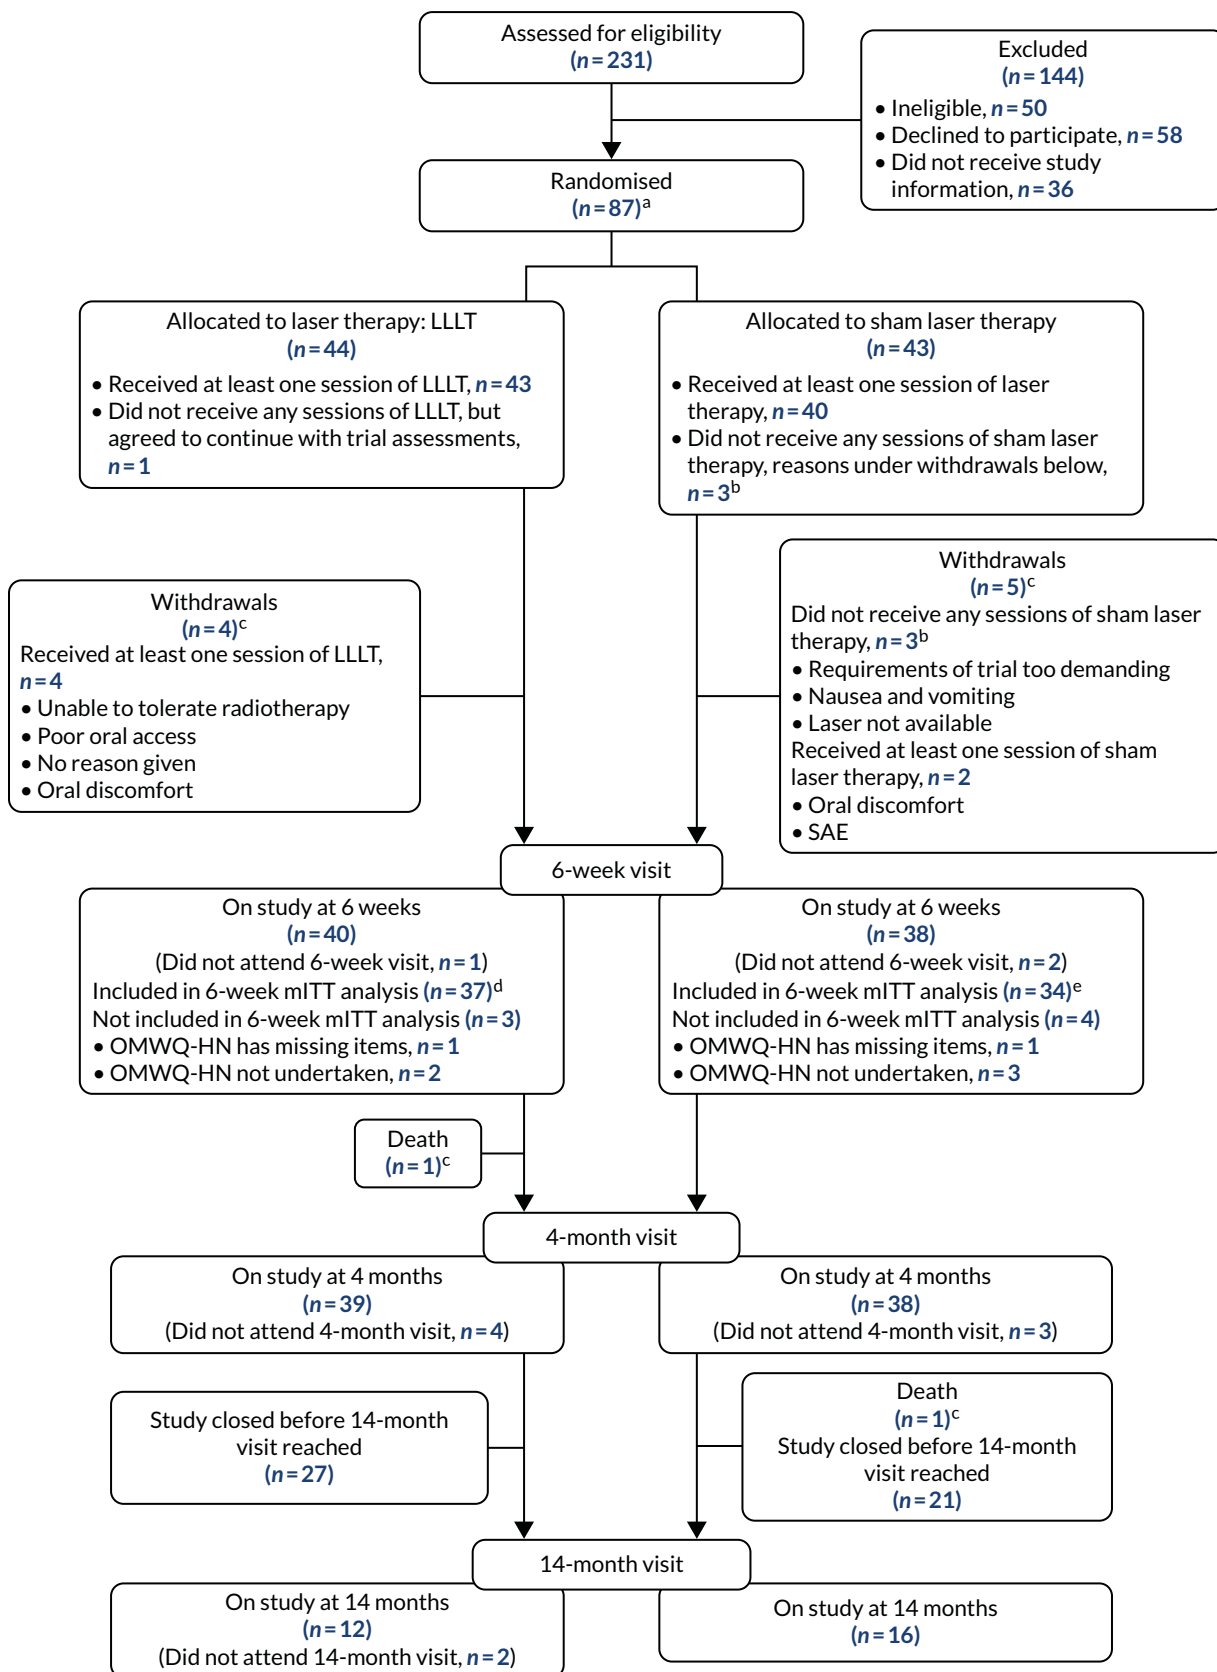 Assessed for eligibility
(n = 231)
Excluded
(n = 144)
• Ineligible, n = 50
• Declined to participate, n = 58
• Did not receive study
information, n = 36
Randomised
(n = 87)a
Allocated to laser therapy: LLLT
(n = 44)
• Received at least one session of LLLT, n = 43
• Did not receive any sessions of LLLT, but
agreed to continue with trial assessments,
n = 1
Allocated to sham laser therapy
(n = 43)
• Received at least one session of laser
therapy, n = 40
• Did not receive any sessions of sham laser
therapy, reasons under withdrawals below,
n = 3b
Withdrawals
(n = 4)c
Received at least one session of LLLT,
n = 4
• Unable to tolerate radiotherapy
• Poor oral access
• No reason given
• Oral discomfort
Withdrawals
(n = 5)c
Did not receive any sessions of sham laser
therapy, n = 3b
• Requirements of trial too demanding
• Nausea and vomiting
• Laser not available
Received at least one session of sham
laser therapy, n = 2
• Oral discomfort
• SAE
6-week visit
On study at 6 weeks
(n = 40)
(Did not attend 6-week visit, n = 1)
Included in 6-week mITT analysis (n = 37)d
Not included in 6-week mITT analysis (n = 3)
• OMWQ-HN has missing items, n = 1
• OMWQ-HN not undertaken, n = 2
On study at 6 weeks
(n = 38)
(Did not attend 6-week visit, n = 2)
Included in 6-week mITT analysis (n = 34)e
Not included in 6-week mITT analysis (n = 4)
• OMWQ-HN has missing items, n = 1
• OMWQ-HN not undertaken, n = 3
Death
(n = 1)c
4-month visit
On study at 4 months
(n = 39)
(Did not attend 4-month visit, n = 4)
On study at 4 months
(n = 38)
(Did not attend 4-month visit, n = 3)
Study closed before 14-month
visit reached
(n = 27)
Death
(n = 1)c
Study closed before 14-month
visit reached
(n = 21)
14-month visit
On study at 14 months
(n = 12)
(Did not attend 14-month visit, n = 2)
On study at 14 months
(n = 16)